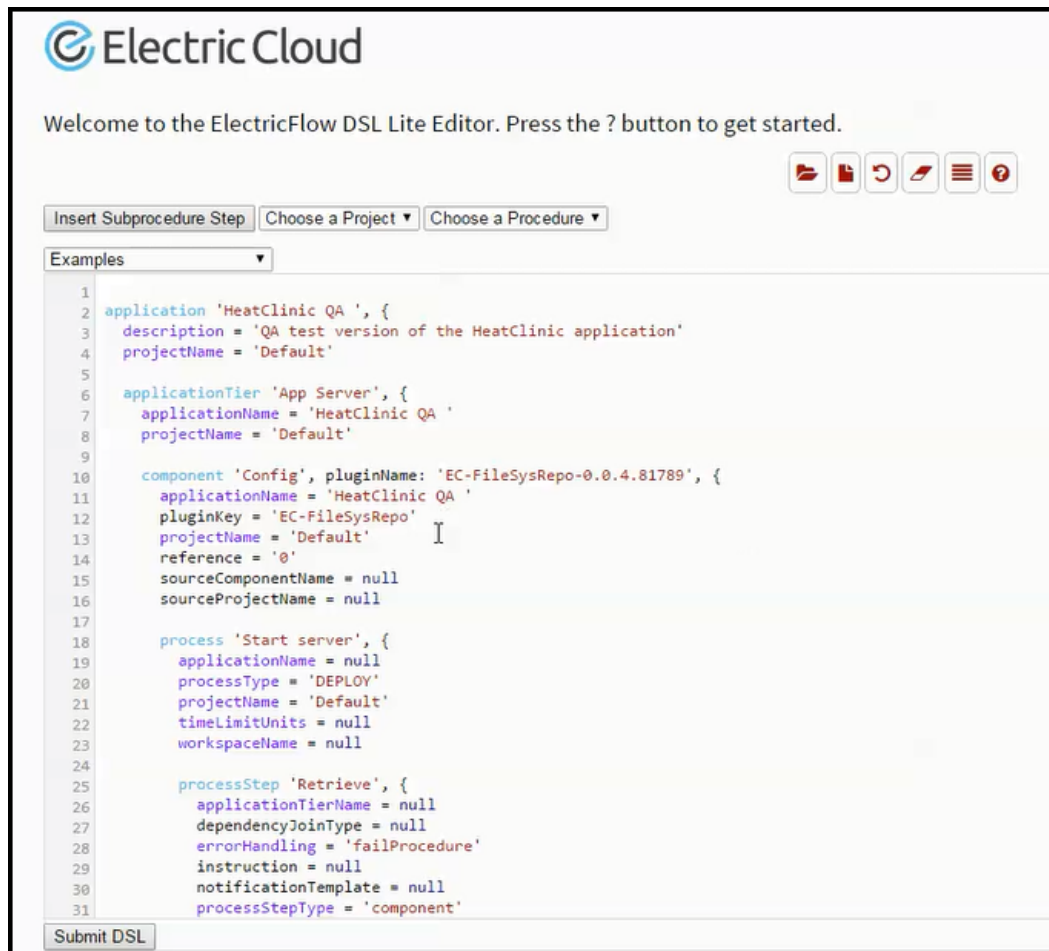 Electric Cloud
Welcome to the ElectricFlow DSL Lite Editor. Press the ? button to get started.
?
Insert Subprocedure Step Choose a Project ▼ Choose a Procedure ▼
Examples ▼
1
2 application 'HeatClinic QA ', {
3   description = 'QA test version of the HeatClinic application'
4   projectName = 'Default'
5
6   applicationTier 'App Server', {
7     applicationName = 'HeatClinic QA '
8     projectName = 'Default'
9
10     component 'Config', pluginName: 'EC-FileSysRepo-0.0.4.81789', {
11       applicationName = 'HeatClinic QA '
12       pluginKey = 'EC-FileSysRepo'
13       projectName = 'Default'
14       reference = '0'
15       sourceComponentName = null
16       sourceProjectName = null
17
18       process 'Start server', {
19         applicationName = null
20         processType = 'DEPLOY'
21         projectName = 'Default'
22         timeLimitUnits = null
23         workspaceName = null
24
25         processStep 'Retrieve', {
26           applicationTierName = null
27           dependencyJoinType = null
28           errorHandling = 'failProcedure'
29           instruction = null
30           notificationTemplate = null
31           processStepType = 'component'
Submit DSL